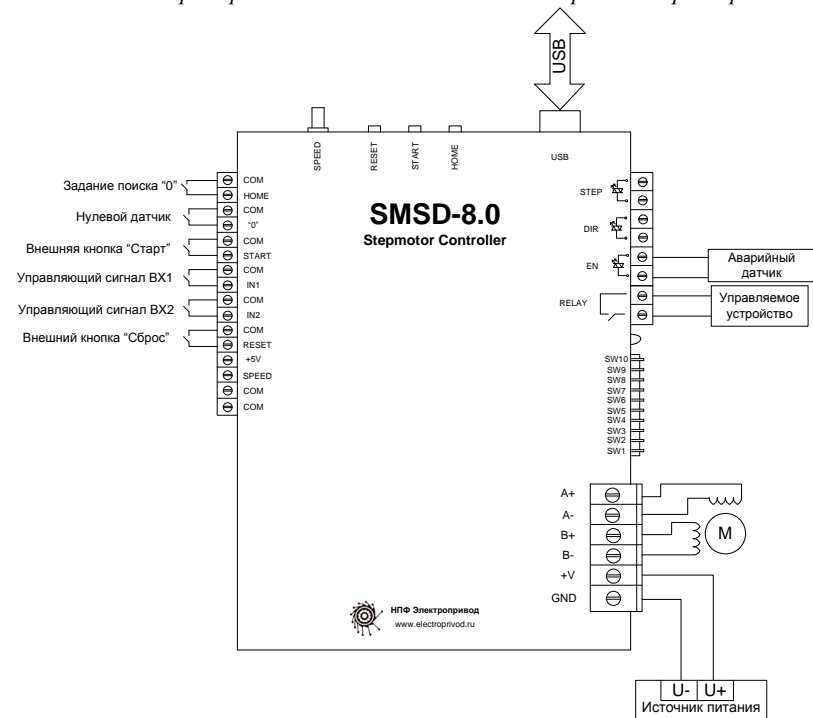 USB
SPEED
RESET
START
HOME
USB
Задание поиска “0”
Нулевой датчик
Внешняя кнопка “Старт”
Управляющий сигнал ВХ1
Управляющий сигнал ВХ2
Внешний кнопка “Сброс”
COM
HOME
COM
“0”
COM
START
COM
IN1
COM
IN2
COM
RESET
+5V
SPEED
COM
COM
SMSD-8.0
Stepmotor Controller
STEP
DIR
EN
RELAY
Аварийный
датчик
Управляемое
устройство
SW10
SW9
SW8
SW7
SW6
SW5
SW4
SW3
SW2
SW1
A+
A-
B+
B-
+V
GND
M
НПФ Электропривод
www.electroprivod.ru
U- U+
Источник питания